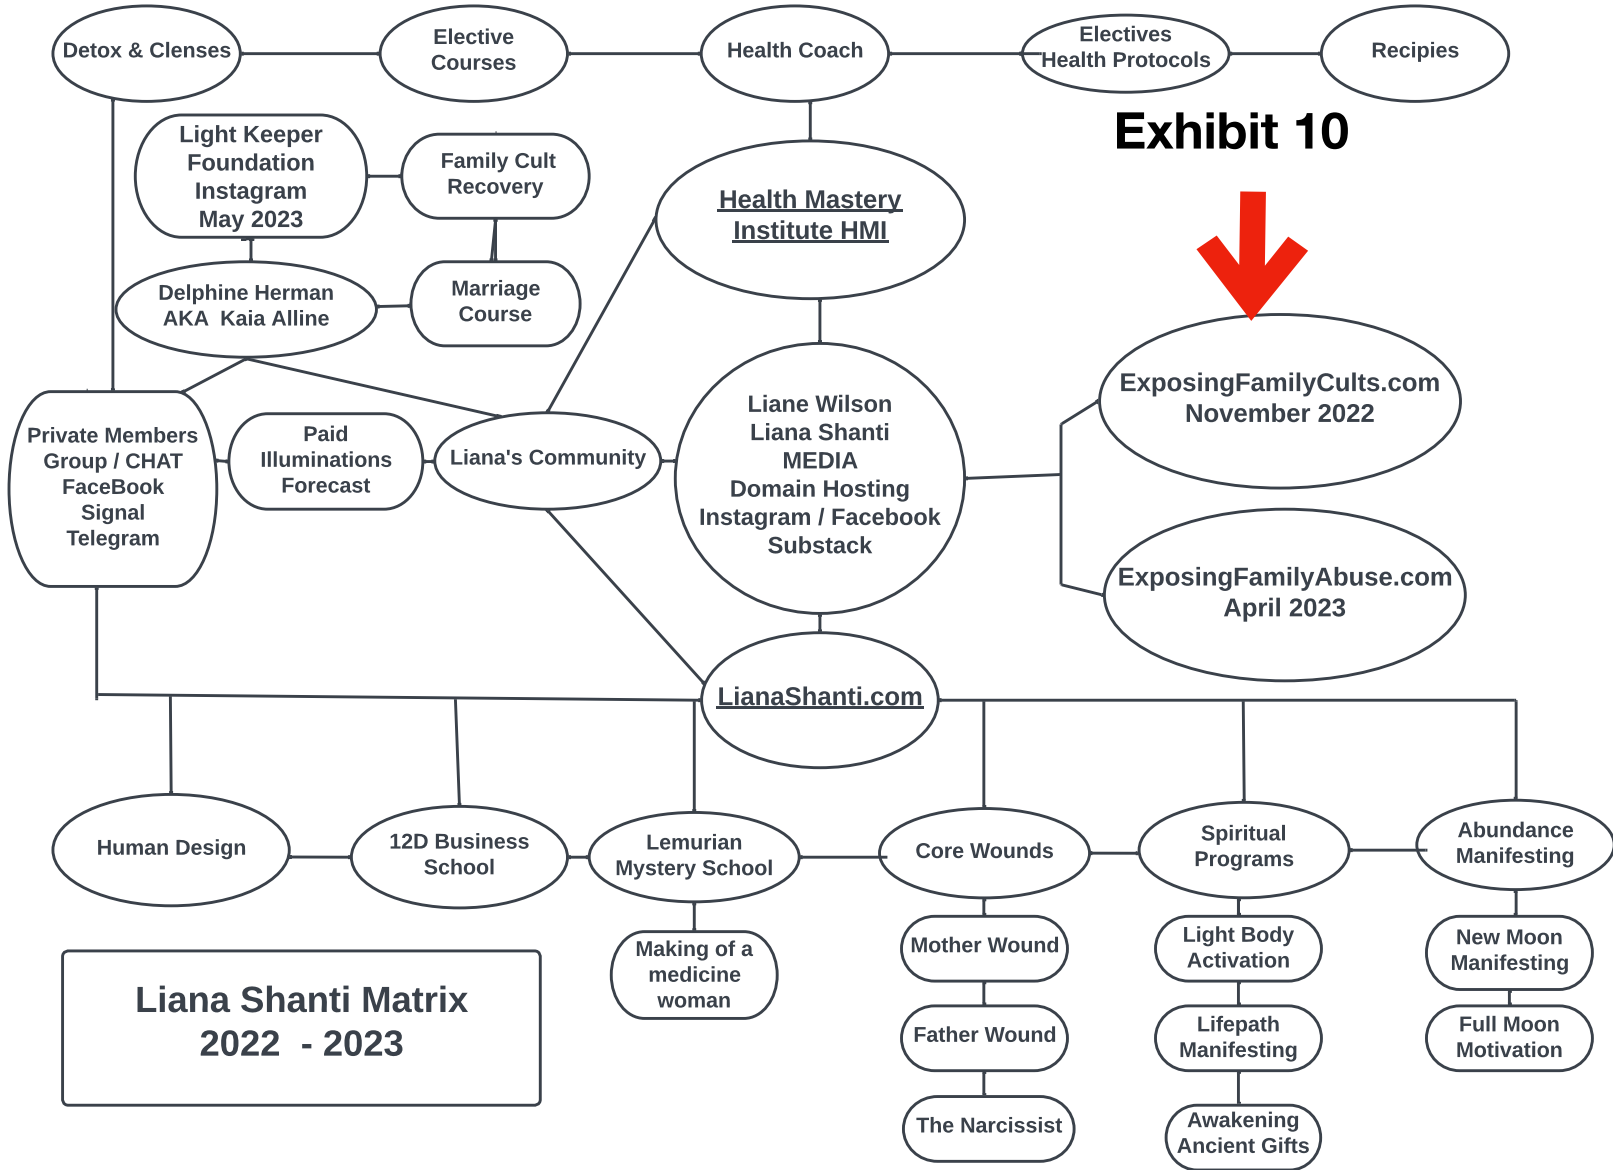 Detox & Clenses
Elective
Courses
Health Coach
Electives
Health Protocols
Recipies
Exhibit 10
Light Keeper
Foundation
Instagram
May 2023
Family Cult
Recovery
Health Mastery
Institute HMI
Delphine Herman
AKA  Kaia Alline
Marriage
Course
ExposingFamilyCults.com
November 2022
Private Members
Group / CHAT
FaceBook
Signal
Telegram
Paid
Illuminations
Forecast
Liana's Community
Liane Wilson
Liana Shanti
MEDIA
Domain Hosting
Instagram / Facebook
Substack
ExposingFamilyAbuse.com
April 2023
LianaShanti.com
Human Design
12D Business
School
Lemurian
Mystery School
Core Wounds
Spiritual
Programs
Abundance
Manifesting
Making of a
medicine
woman
Mother Wound
Father Wound
The Narcissist
Light Body
Activation
Lifepath
Manifesting
Awakening
Ancient Gifts
New Moon
Manifesting
Full Moon
Motivation
Liana Shanti Matrix
2022  - 2023